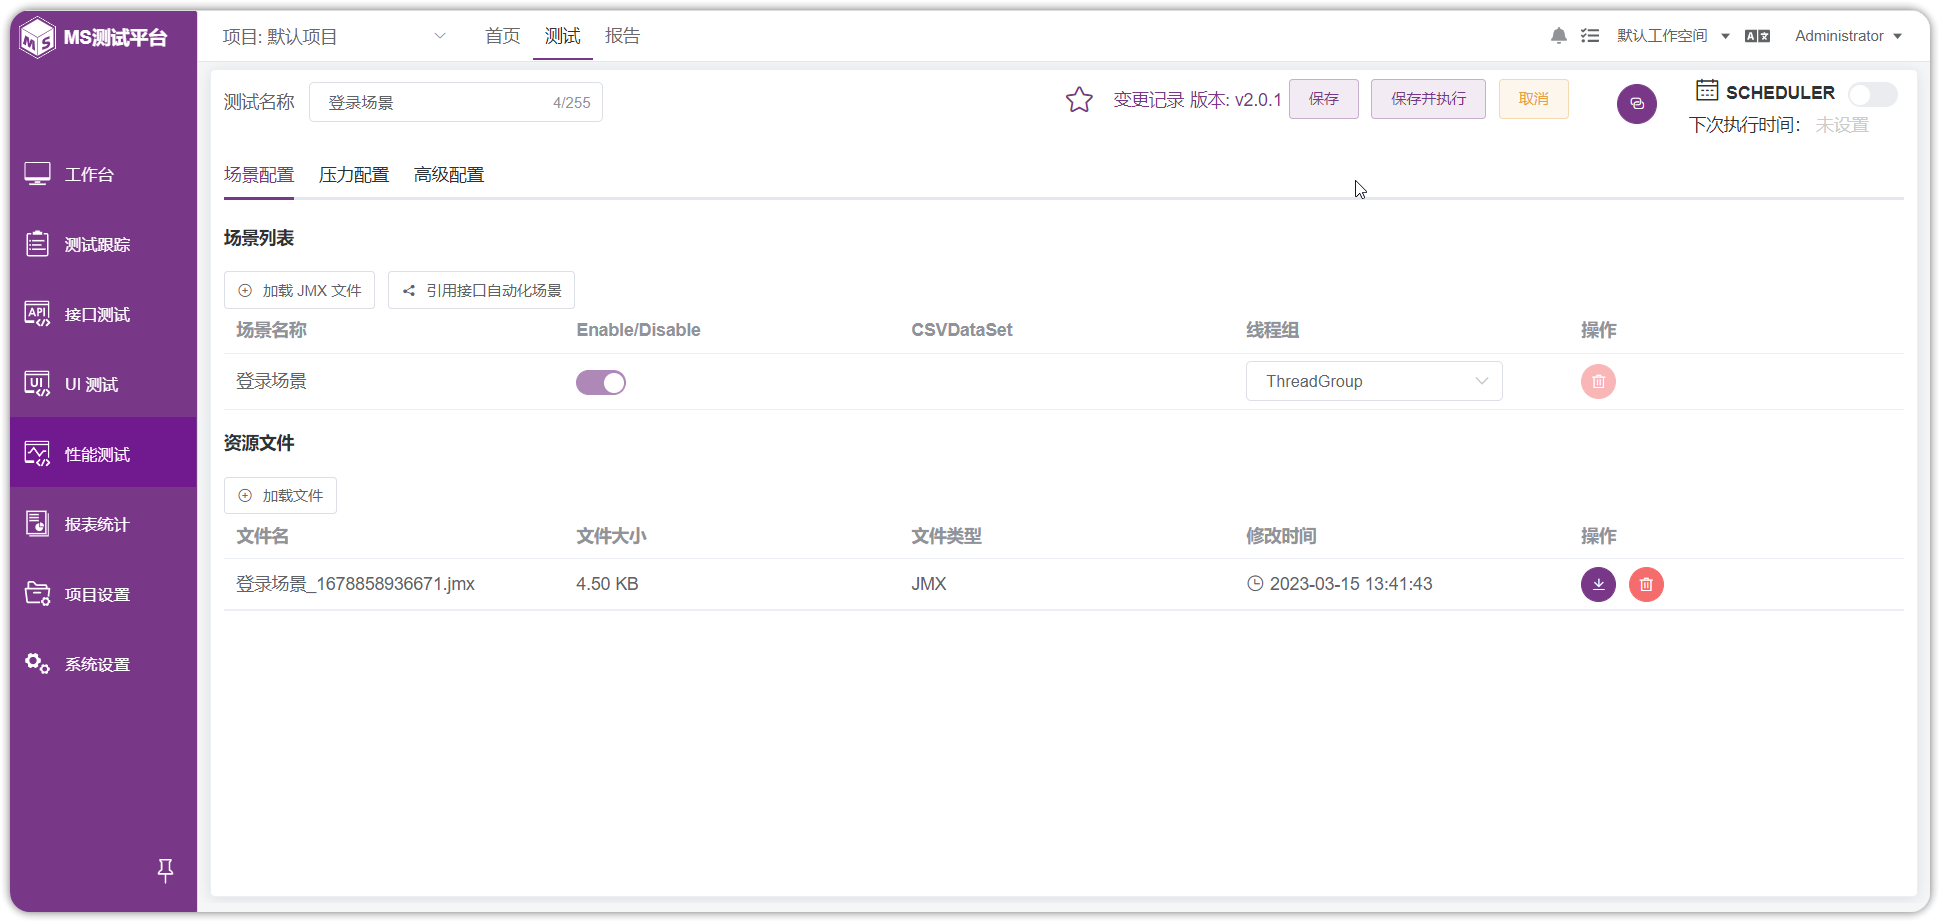 MS测试平台
项目: 默认项目
首页
测试
报告
默认工作空间
Administrator
测试名称
登录场景
4/255
变更记录 版本: v2.0.1
保存
保存并执行
取消
SCHEDULER
下次执行时间:
未设置
工作台
测试跟踪
接口测试
UI 测试
性能测试
报表统计
项目设置
系统设置
场景配置
压力配置
高级配置
场景列表
加载 JMX 文件
引用接口自动化场景
场景名称
Enable/Disable
CSVDataSet
线程组
操作
登录场景
ThreadGroup
资源文件
加载文件
文件名
文件大小
文件类型
修改时间
操作
登录场景_1678858936671.jmx
4.50 KB
JMX
2023-03-15 13:41:43